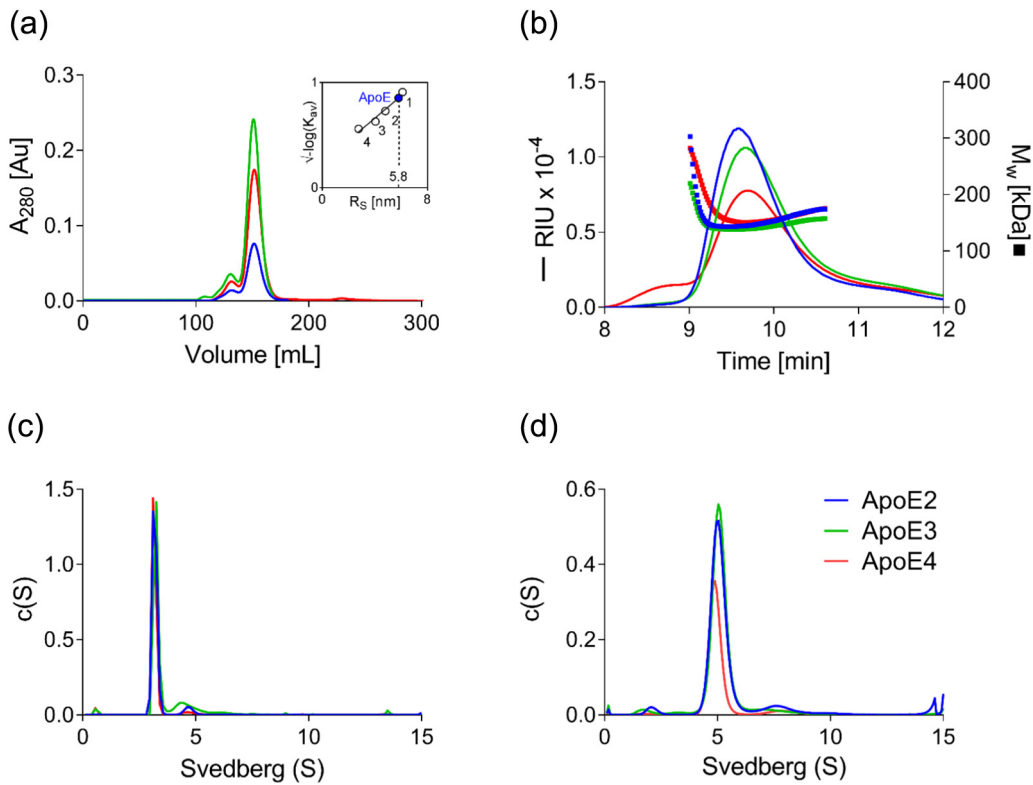 (a)
A280 [Au]
0.3
0.2
0.1
0.0
0
100
200
300
Volume [mL]
√-log(Kav)
1
0
ApoE
1
2
3
4
5.8
0
RS [nm]
8
(b)
— RIU x 10-4
1.5
1.0
0.5
0.0
8
9
10
11
12
Time [min]
400
300
200
100
0
Mw [kDa] ■
(c)
c(S)
1.5
1.0
1.5
0.0
0
5
10
15
Svedberg (S)
(d)
c(S)
0.6
0.4
0.2
0.0
0
5
10
15
Svedberg (S)
ApoE2
ApoE3
ApoE4